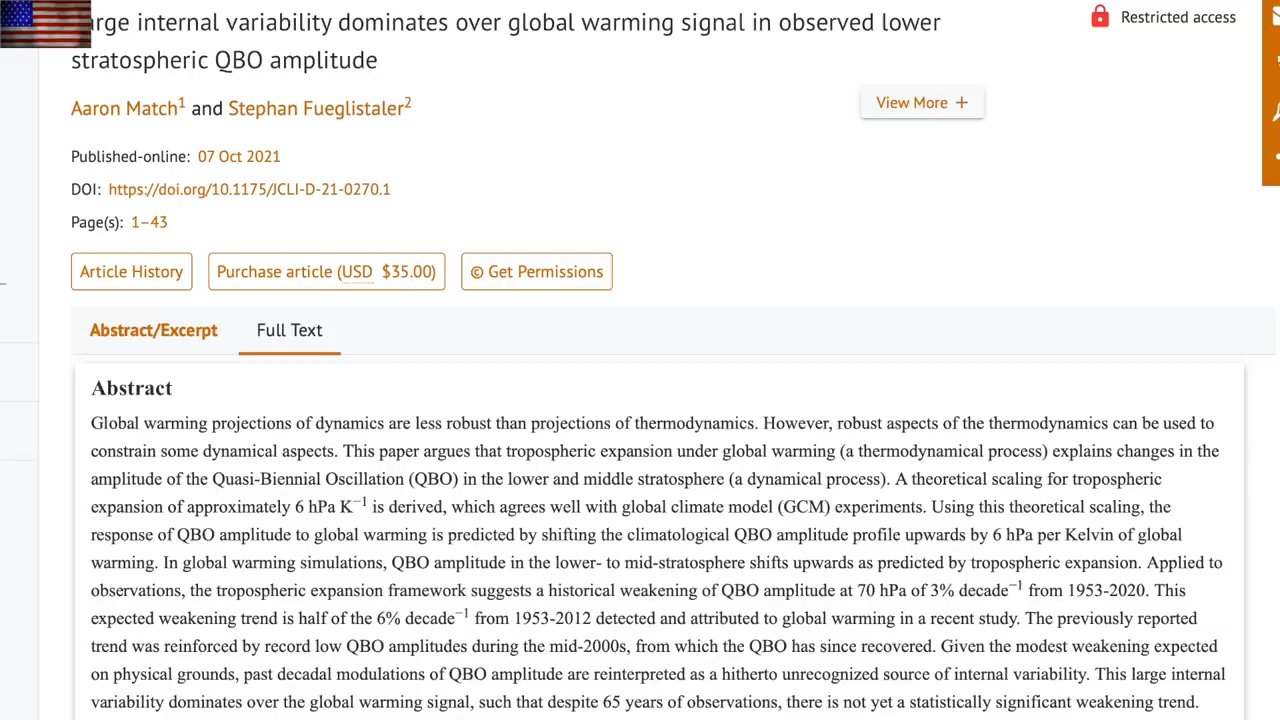 arge internal variability dominates over global warming signal in observed lower
stratospheric QBO amplitude
Restricted access
Aaron Match1 and Stephan Fueglistaler2
View More +
Published-online: 07 Oct 2021
DOI: https://doi.org/10.1175/JCLI-D-21-0270.1
Page(s): 1–43
Article History
Purchase article (USD $35.00)
© Get Permissions
Abstract/Excerpt
Full Text
Abstract
Global warming projections of dynamics are less robust than projections of thermodynamics. However, robust aspects of the thermodynamics can be used to
constrain some dynamical aspects. This paper argues that tropospheric expansion under global warming (a thermodynamical process) explains changes in the
amplitude of the Quasi-Biennial Oscillation (QBO) in the lower and middle stratosphere (a dynamical process). A theoretical scaling for tropospheric
expansion of approximately 6 hPa K−1 is derived, which agrees well with global climate model (GCM) experiments. Using this theoretical scaling, the
response of QBO amplitude to global warming is predicted by shifting the climatological QBO amplitude profile upwards by 6 hPa per Kelvin of global
warming. In global warming simulations, QBO amplitude in the lower- to mid-stratosphere shifts upwards as predicted by tropospheric expansion. Applied to
observations, the tropospheric expansion framework suggests a historical weakening of QBO amplitude at 70 hPa of 3% decade−1 from 1953-2020. This
expected weakening trend is half of the 6% decade−1 from 1953-2012 detected and attributed to global warming in a recent study. The previously reported
trend was reinforced by record low QBO amplitudes during the mid-2000s, from which the QBO has since recovered. Given the modest weakening expected
on physical grounds, past decadal modulations of QBO amplitude are reinterpreted as a hitherto unrecognized source of internal variability. This large internal
variability dominates over the global warming signal, such that despite 65 years of observations, there is not yet a statistically significant weakening trend.